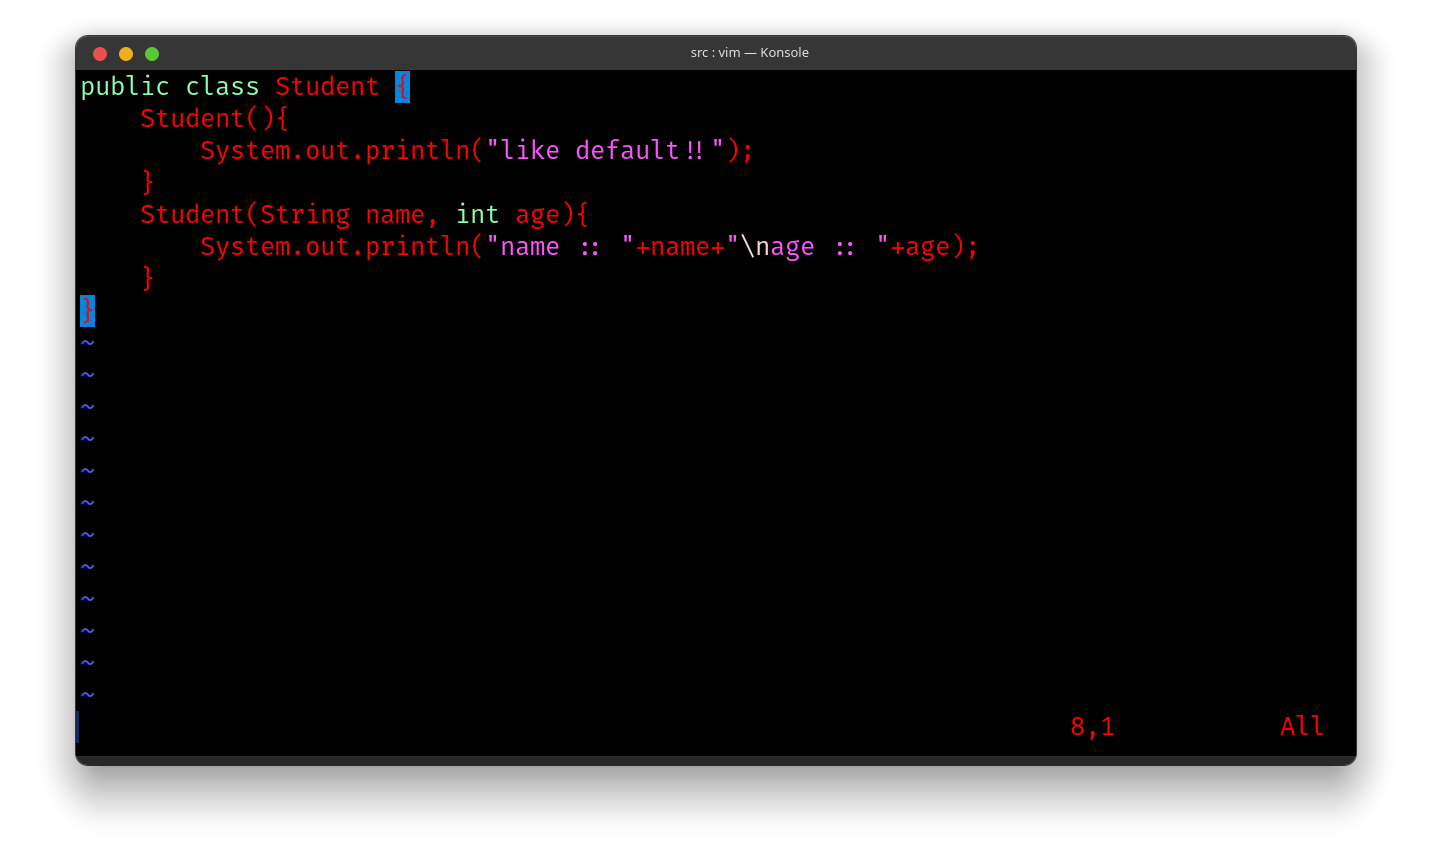 src : vim — Konsole
public class Student {
    Student(){
        System.out.println("like default!!");
    }
    Student(String name, int age){
        System.out.println("name :: "+name+"\nage :: "+age);
    }
}
~
~
~
~
~
~
~
~
~
~
~
~
8,1 All